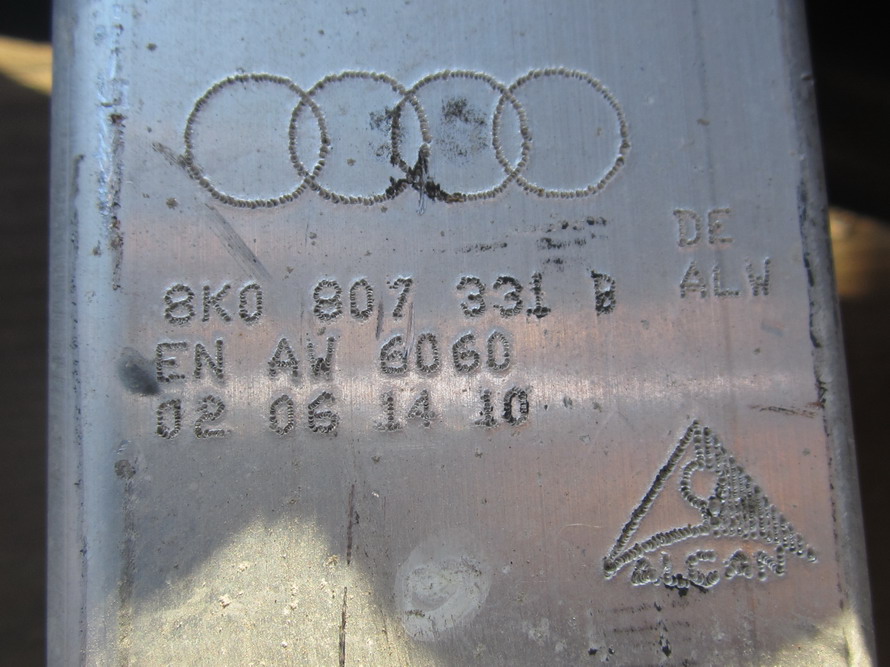 DE
8K0 807 331 B ALW
EN AW 6060
02 06 14 10
ALCAN